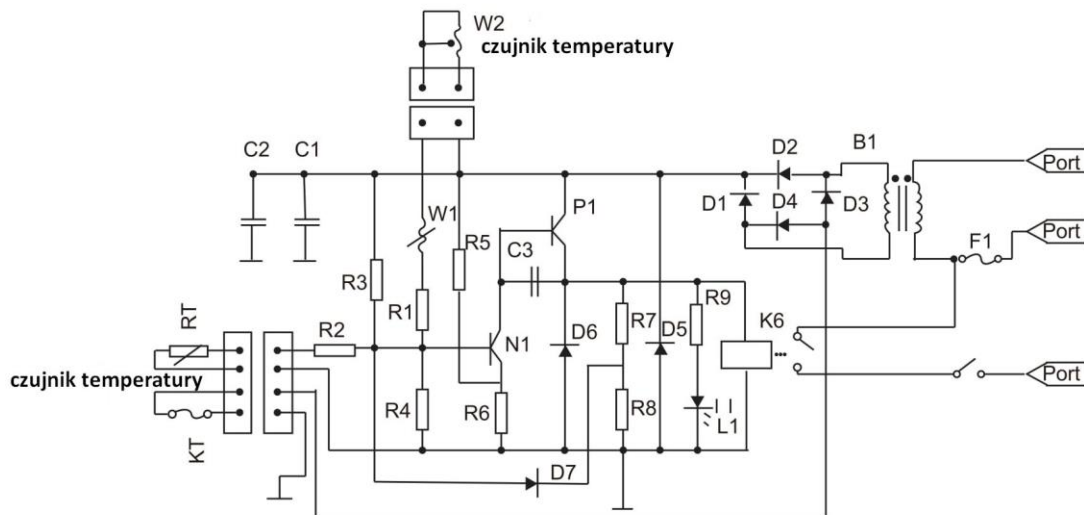 W2
czujnik temperatury
C2
C1
D2
B1
Port
D1
D4
D3
W1
P1
R5
C3
F1
Port
R3
R1
R9
K6
RT
R2
N1
D6
R7
D5
czujnik temperatury
Port
R4
R6
R8
L1
KT
D7